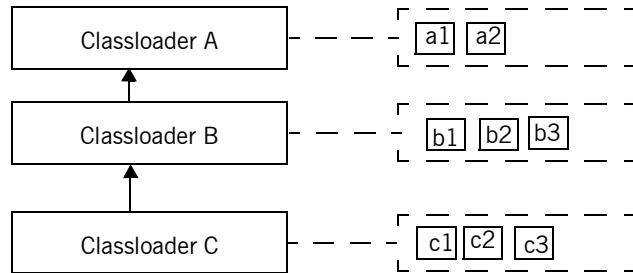 Classloader A a1 a2
Classloader B b1 b2 b3
Classloader C c1 c2 c3